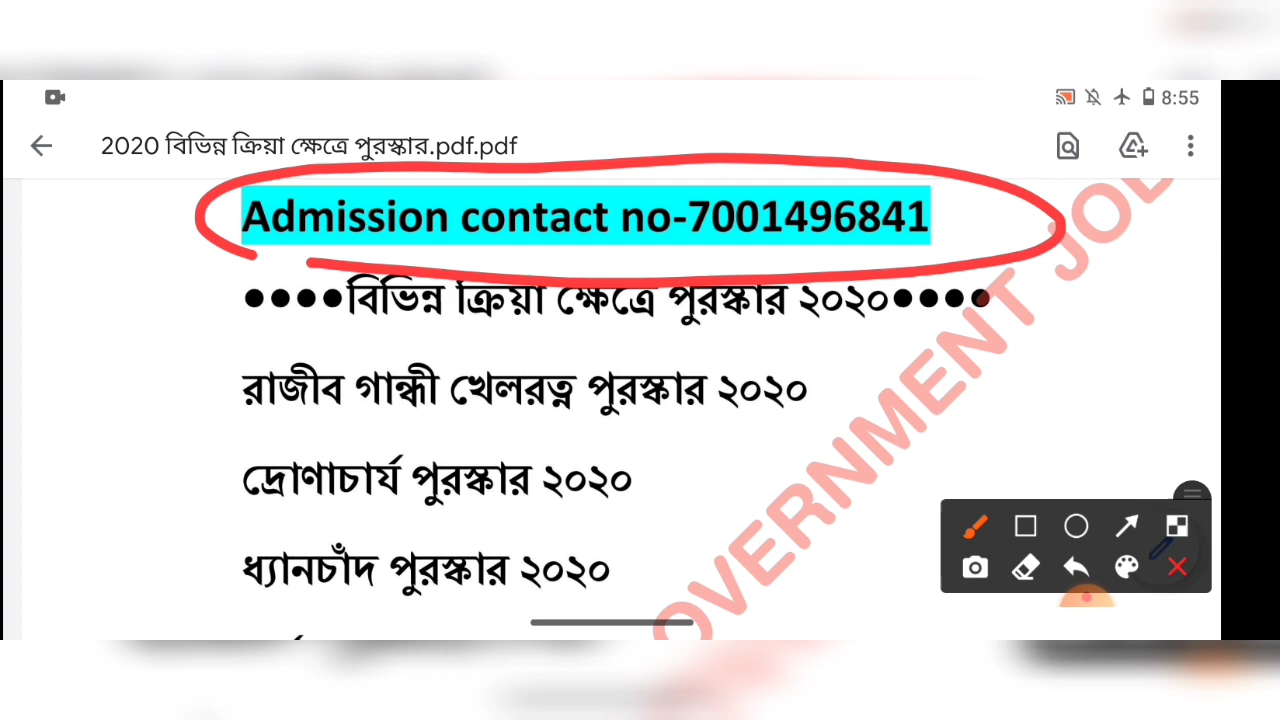 8:55
2020 বিভিন্ন ক্রিয়া ক্ষেত্রে পুরস্কার.pdf.pdf
Admission contact no-7001496841
●●●●বিভিন্ন ক্রিয়া ক্ষেত্রে পুরস্কার ২০২০●●●●
রাজীব গান্ধী খেলরত্ন পুরস্কার ২০২০
দ্রোণাচার্য পুরস্কার ২০২০
ধ্যানচাঁদ পুরস্কার ২০২০
OVERNMENT JOB